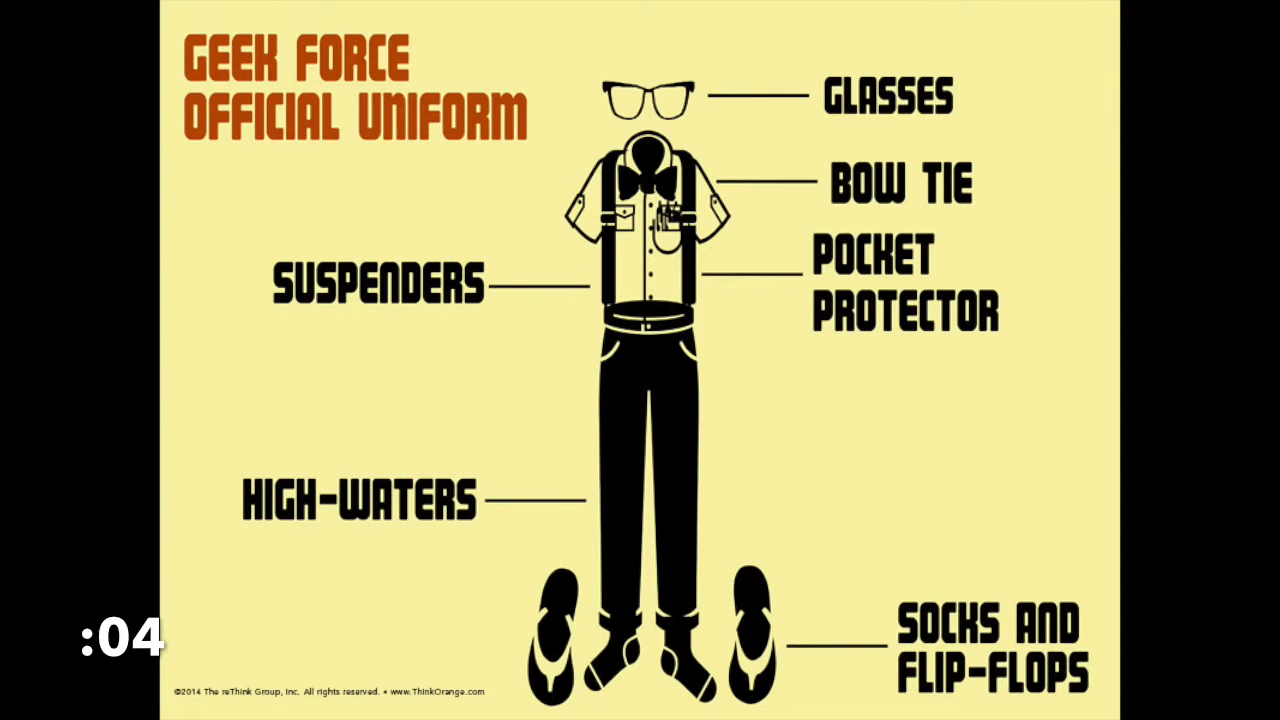 GEEK FORCE
OFFICIAL UNIFORM
GLASSES
BOW TIE
POCKET
PROTECTOR
SUSPENDERS
HIGH-WATERS
SOCKS AND
FLIP-FLOPS
:04
©2014 The reThink Group, Inc. All rights reserved. • www.ThinkOrange.com